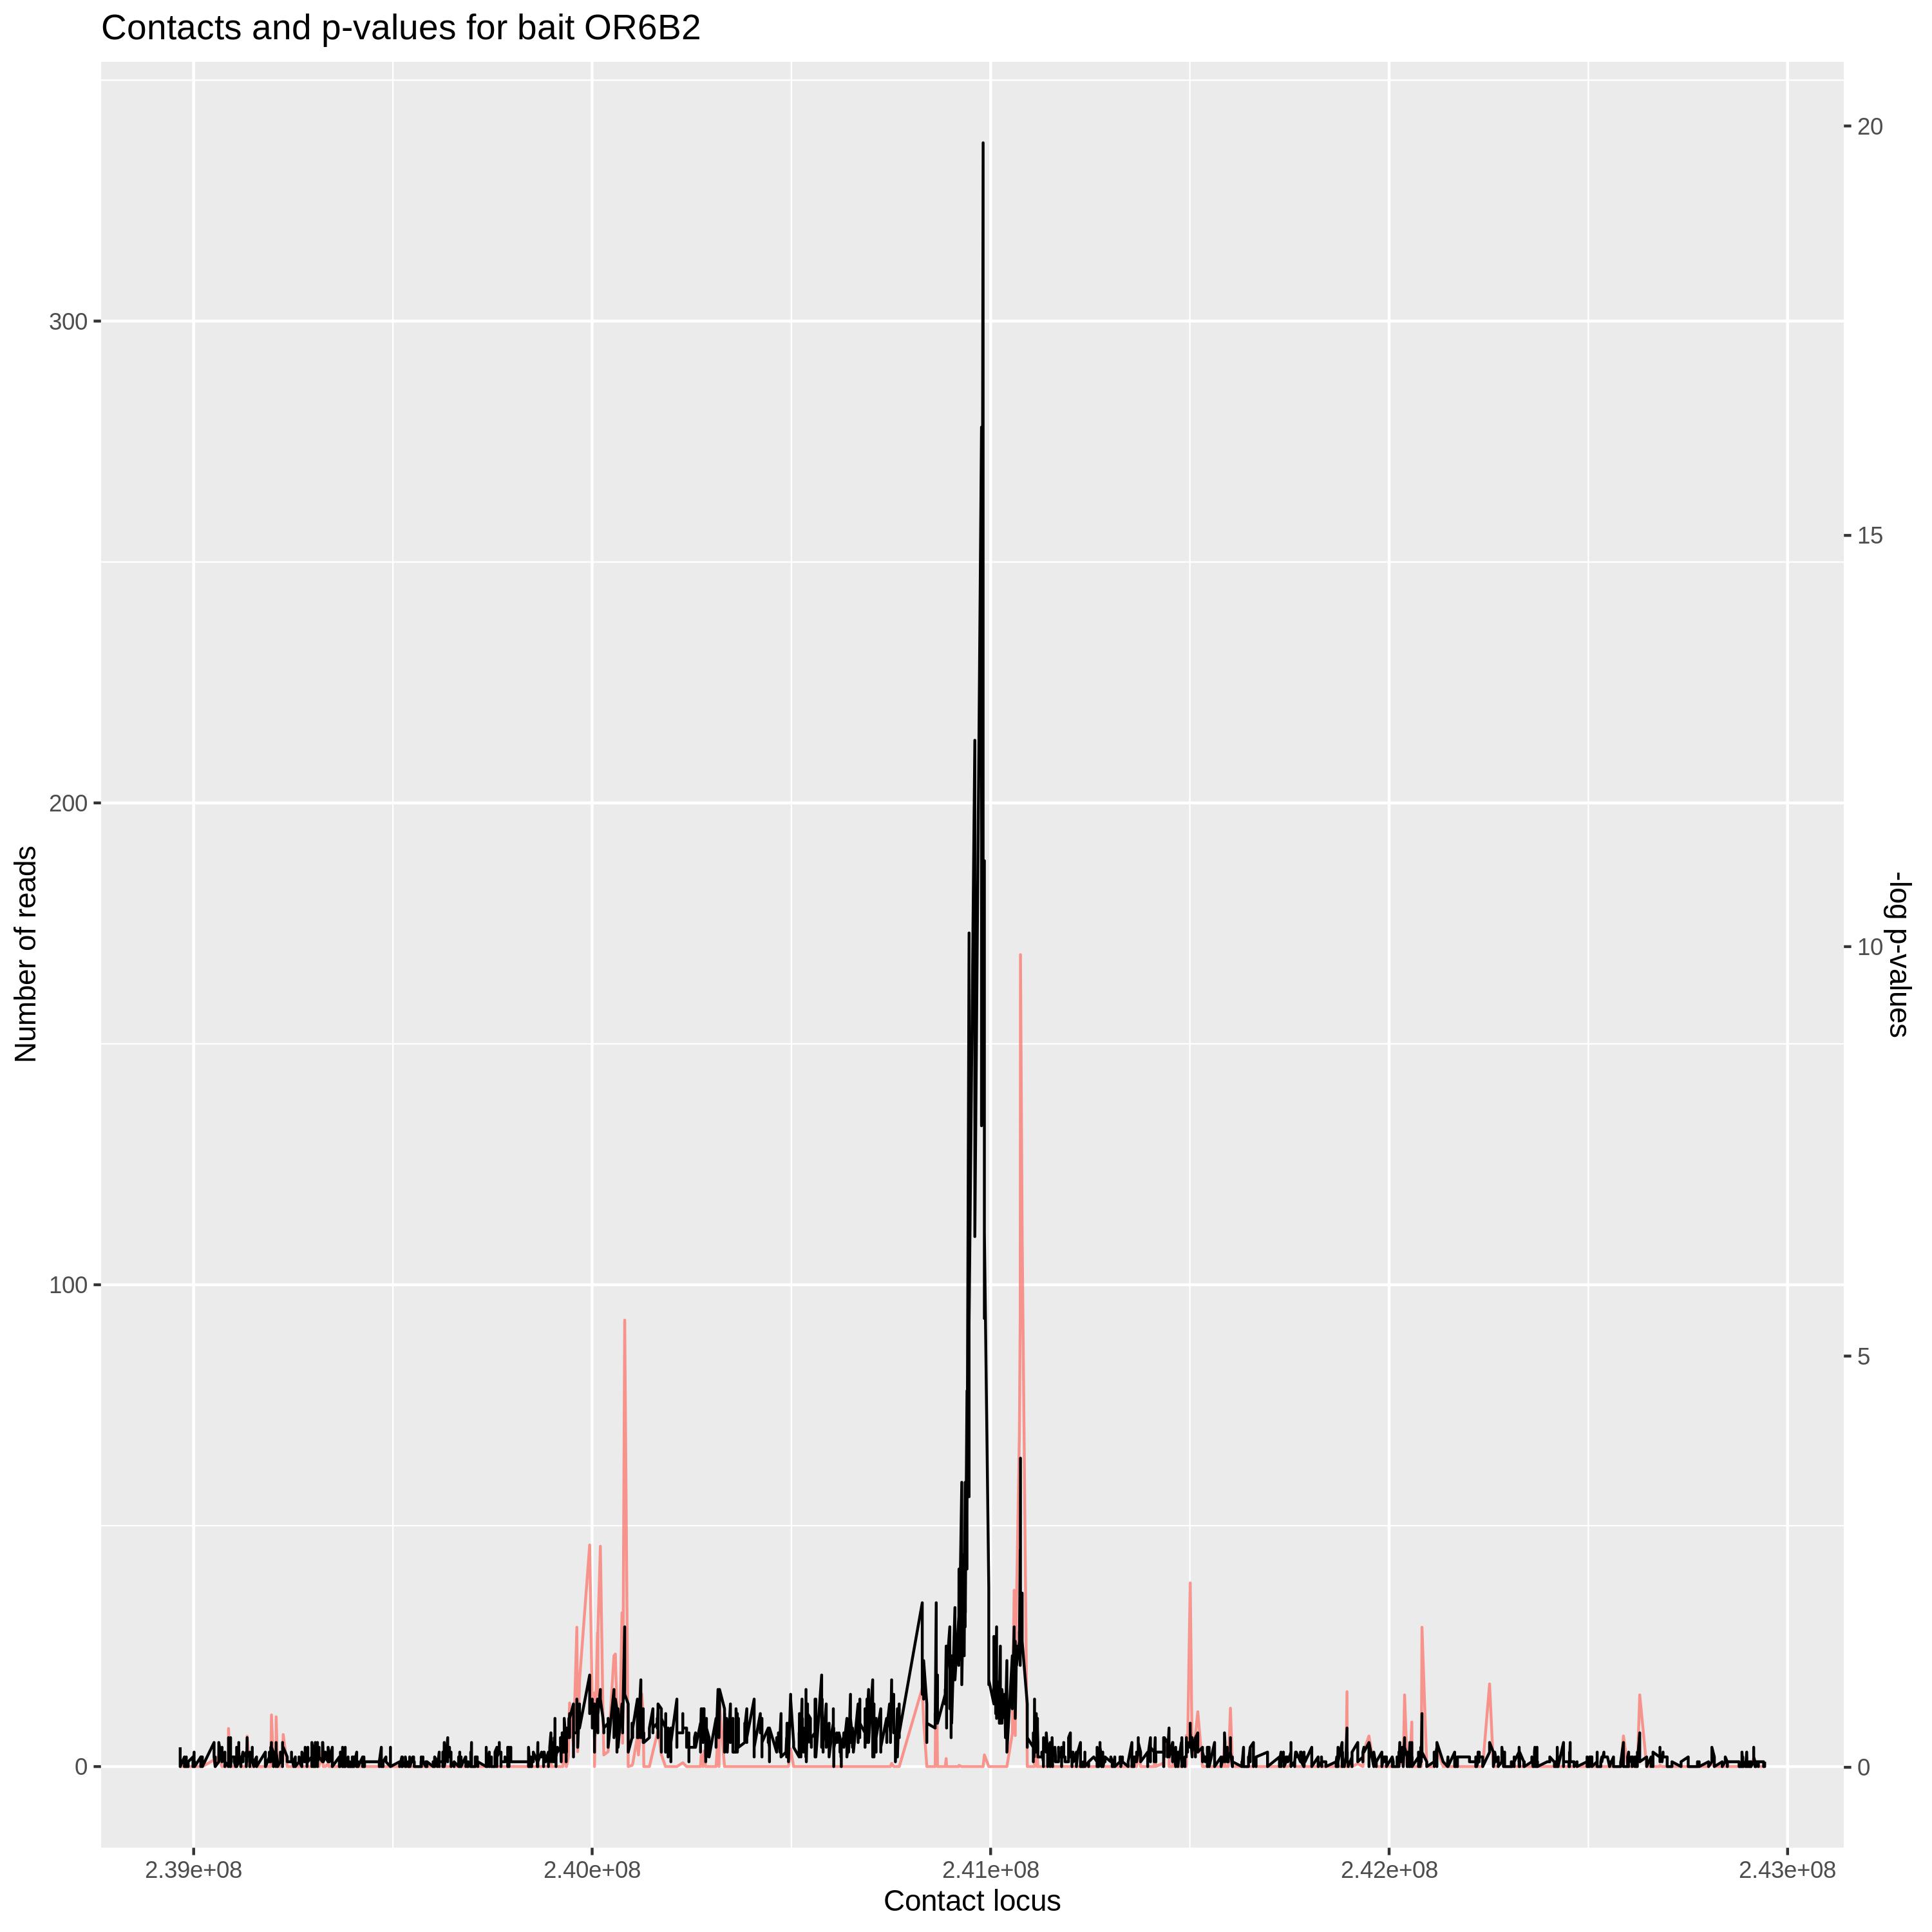 Contacts and p-values for bait OR6B2
Number of reads
300
200
100
0
20
15
10
5
0
-log p-values
2.39e+08 2.40e+08 2.41e+08 2.42e+08 2.43e+08
Contact locus